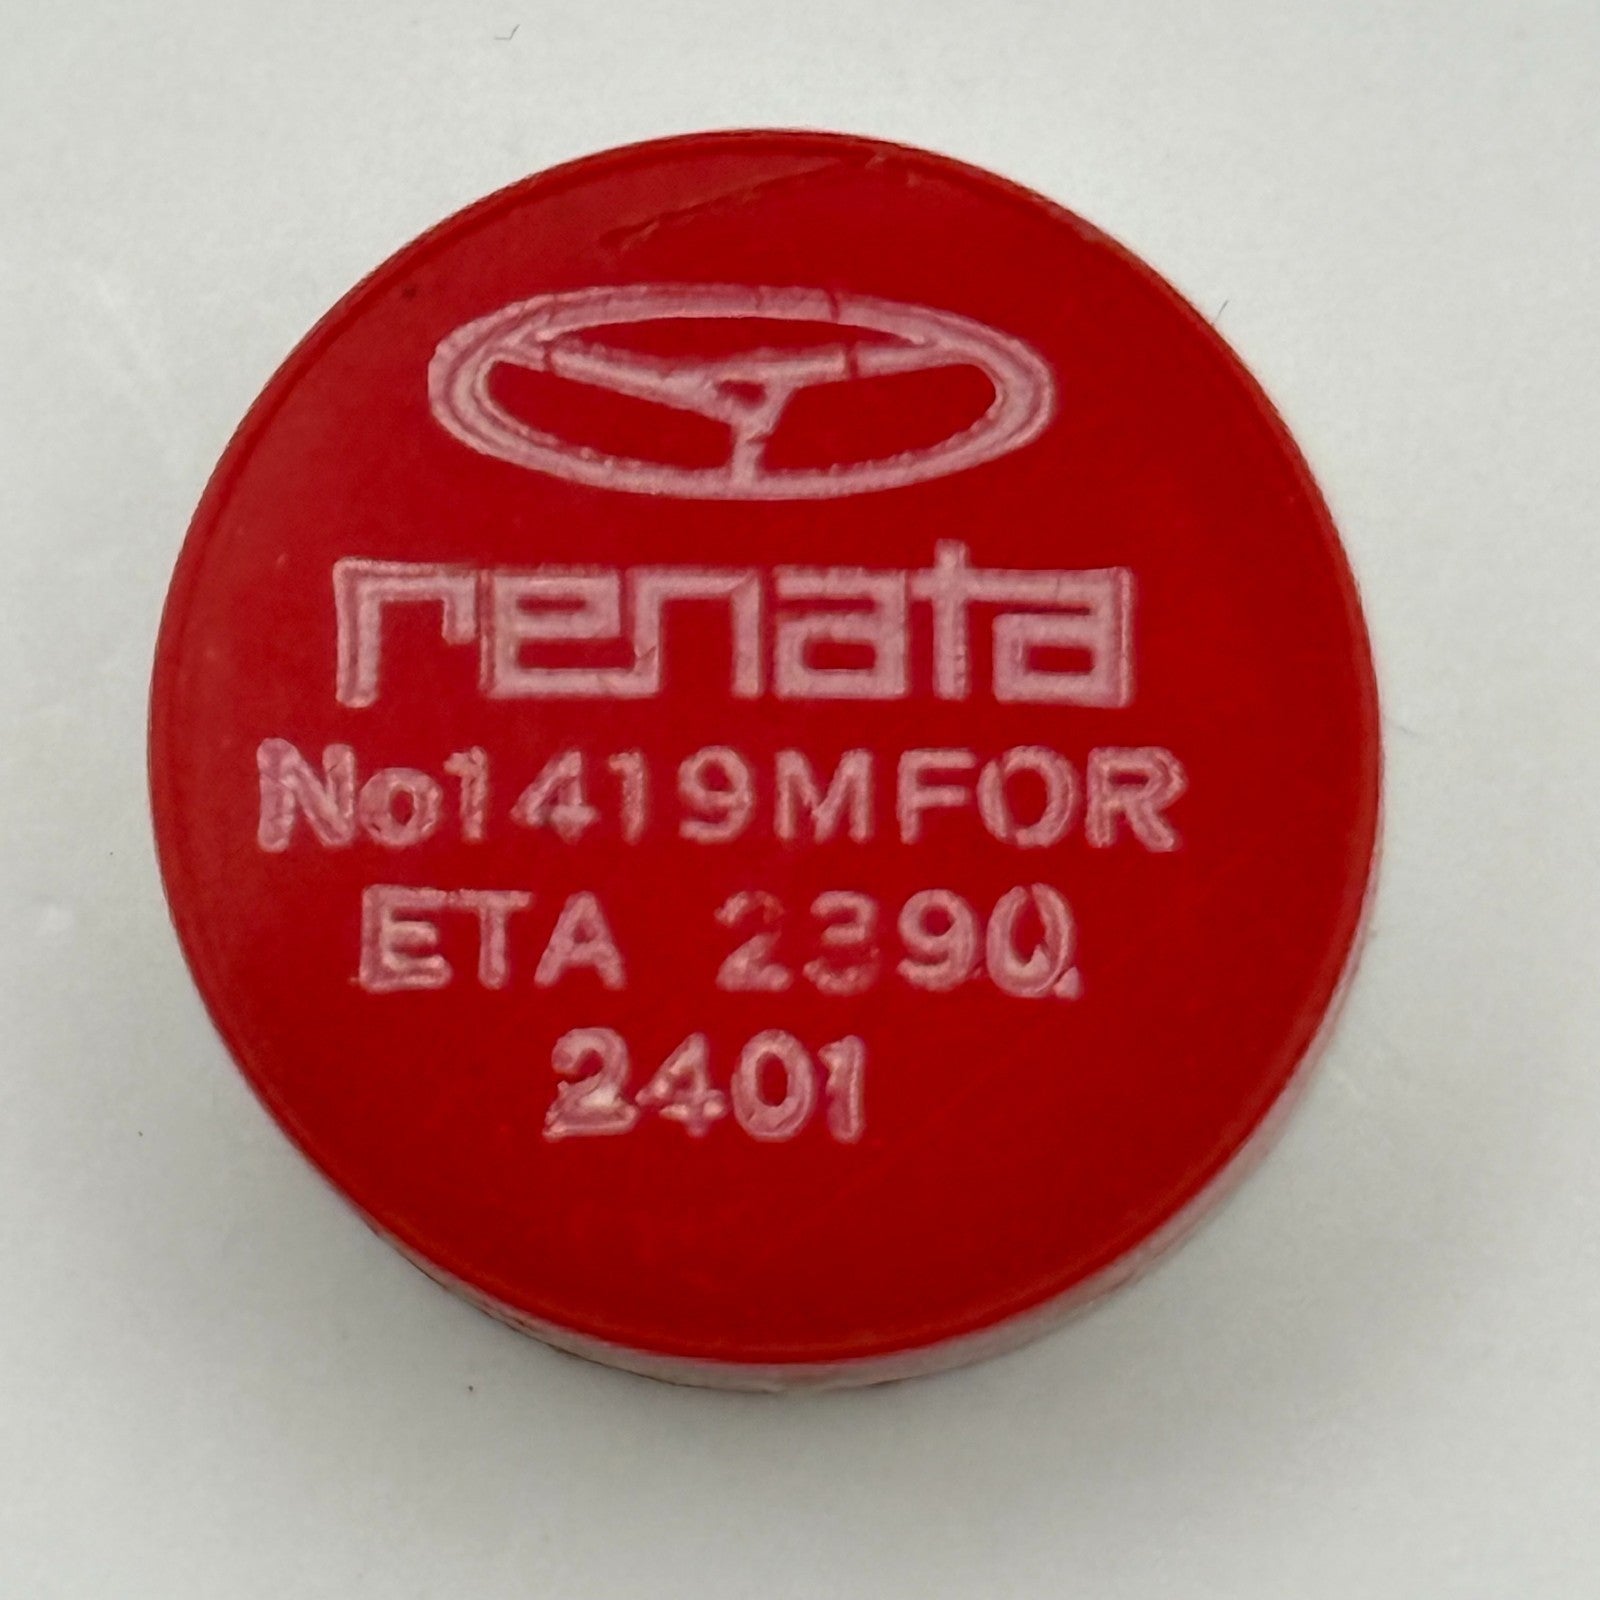 renata
No1419MFOR
ETA 2390
2401